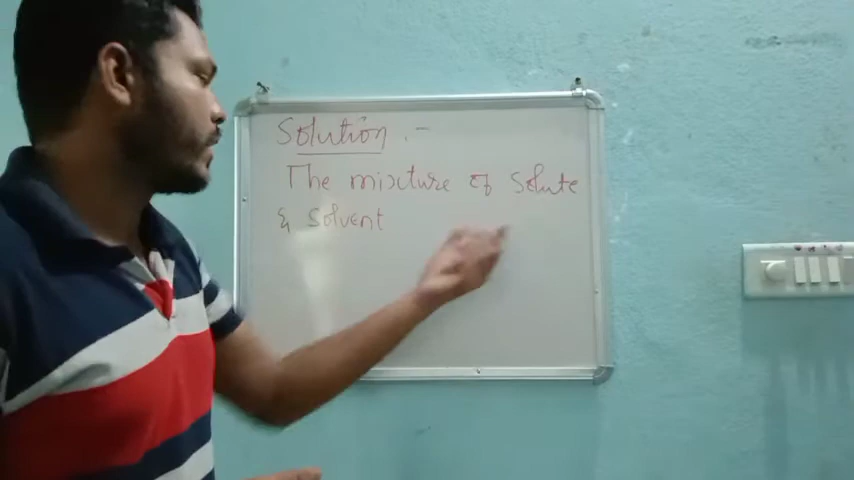 Solution :-
The mixture of Solute
& Solvent